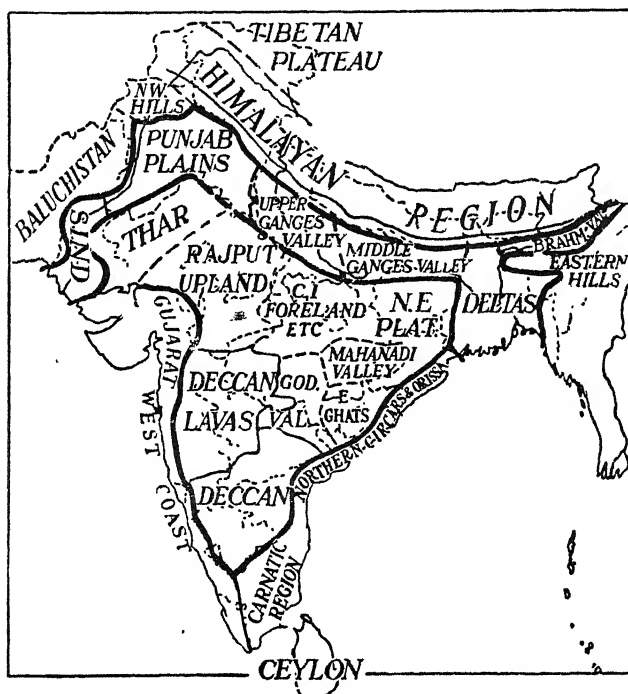 TIBETAN
PLATEAU
N.W.
HILLS
HIMALAYAN
REGION
PUNJAB
PLAINS
BALUCHISTAN
UPPER
GANGES
VALLEY
SIND
THAR
MIDDLE
GANGES-VALLEY
BRAHM-VAL
EASTERN
HILLS
RAJPUT
UPLAND
C.I
FORELAND
ETC
N.E
PLAT.
DELTAS
GUJARAT
MAHANADI
VALLEY
DECCAN
LAVAS
GOD.
VAL.
E
GHATS
NORTHERN-CIRCARS & ORISSA
WEST COAST
DECCAN
CARNATIC
REGION
CEYLON